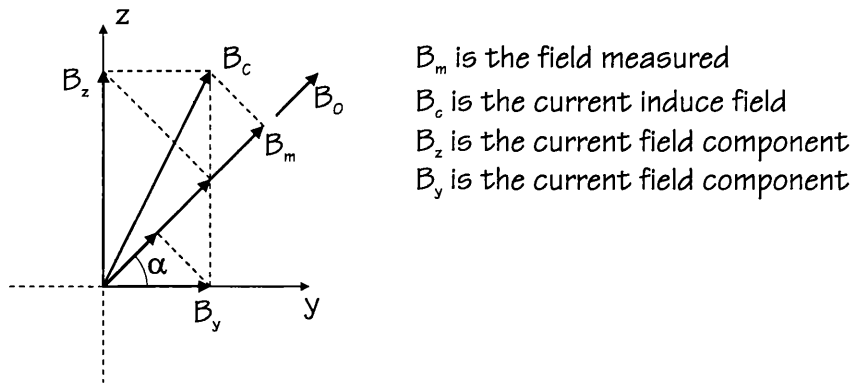 z
B_z
B_c
B_o
B_m
α
B_y
y
B_m is the field measured
B_c is the current induce field
B_z is the current field component
B_y is the current field component